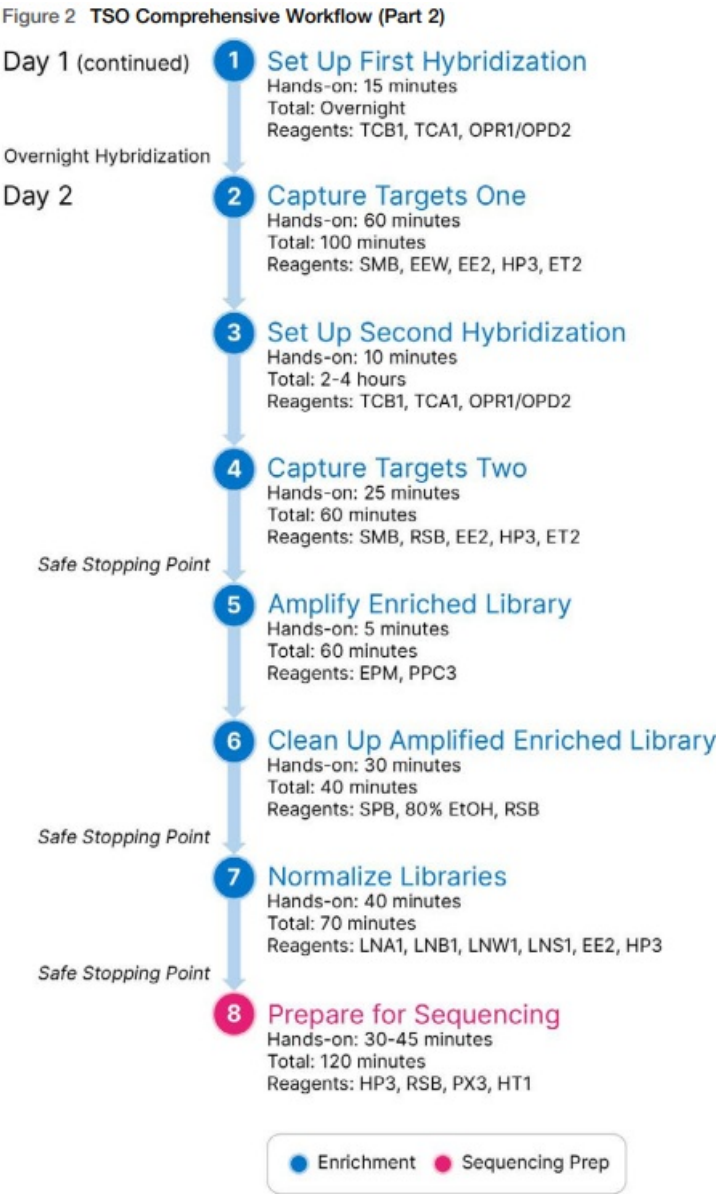 Figure 2 TSO Comprehensive Workflow (Part 2)
Day 1 (continued)
1
Set Up First Hybridization
Hands-on: 15 minutes
Total: Overnight
Reagents: TCB1, TCA1, OPR1/OPD2
Overnight Hybridization
Day 2
2
Capture Targets One
Hands-on: 60 minutes
Total: 100 minutes
Reagents: SMB, EEW, EE2, HP3, ET2
3
Set Up Second Hybridization
Hands-on: 10 minutes
Total: 2-4 hours
Reagents: TCB1, TCA1, OPR1/OPD2
4
Capture Targets Two
Hands-on: 25 minutes
Total: 60 minutes
Reagents: SMB, RSB, EE2, HP3, ET2
Safe Stopping Point
5
Amplify Enriched Library
Hands-on: 5 minutes
Total: 60 minutes
Reagents: EPM, PPC3
6
Clean Up Amplified Enriched Library
Hands-on: 30 minutes
Total: 40 minutes
Reagents: SPB, 80% EtOH, RSB
Safe Stopping Point
7
Normalize Libraries
Hands-on: 40 minutes
Total: 70 minutes
Reagents: LNA1, LNB1, LNW1, LNS1, EE2, HP3
Safe Stopping Point
8
Prepare for Sequencing
Hands-on: 30-45 minutes
Total: 120 minutes
Reagents: HP3, RSB, PX3, HT1
Enrichment
Sequencing Prep